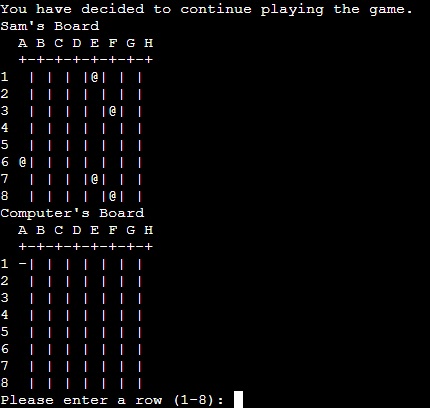 You have decided to continue playing the game.
Sam's Board
  A B C D E F G H
  +-+-+-+-+-+-+-+
1  | | | |@| | |
2  | | | | | | |
3  | | | | |@| |
4  | | | | | | |
5  | | | | | | |
6 @| | | | | | |
7  | | | |@| | |
8  | | | | |@| |
Computer's Board
  A B C D E F G H
  +-+-+-+-+-+-+-+
1 -| | | | | | |
2  | | | | | | |
3  | | | | | | |
4  | | | | | | |
5  | | | | | | |
6  | | | | | | |
7  | | | | | | |
8  | | | | | | |
Please enter a row (1-8):